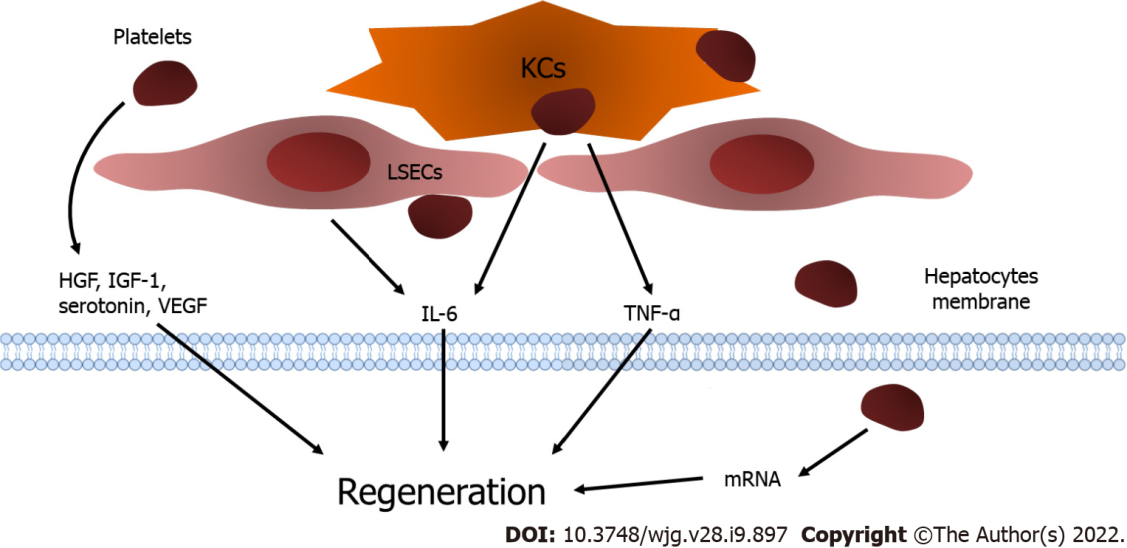 Platelets
KCs
LSECs
HGF, IGF-1,
serotonin, VEGF
IL-6
TNF-α
Hepatocytes
membrane
mRNA
Regeneration
DOI: 10.3748/wjg.v28.i9.897 Copyright ©The Author(s) 2022.